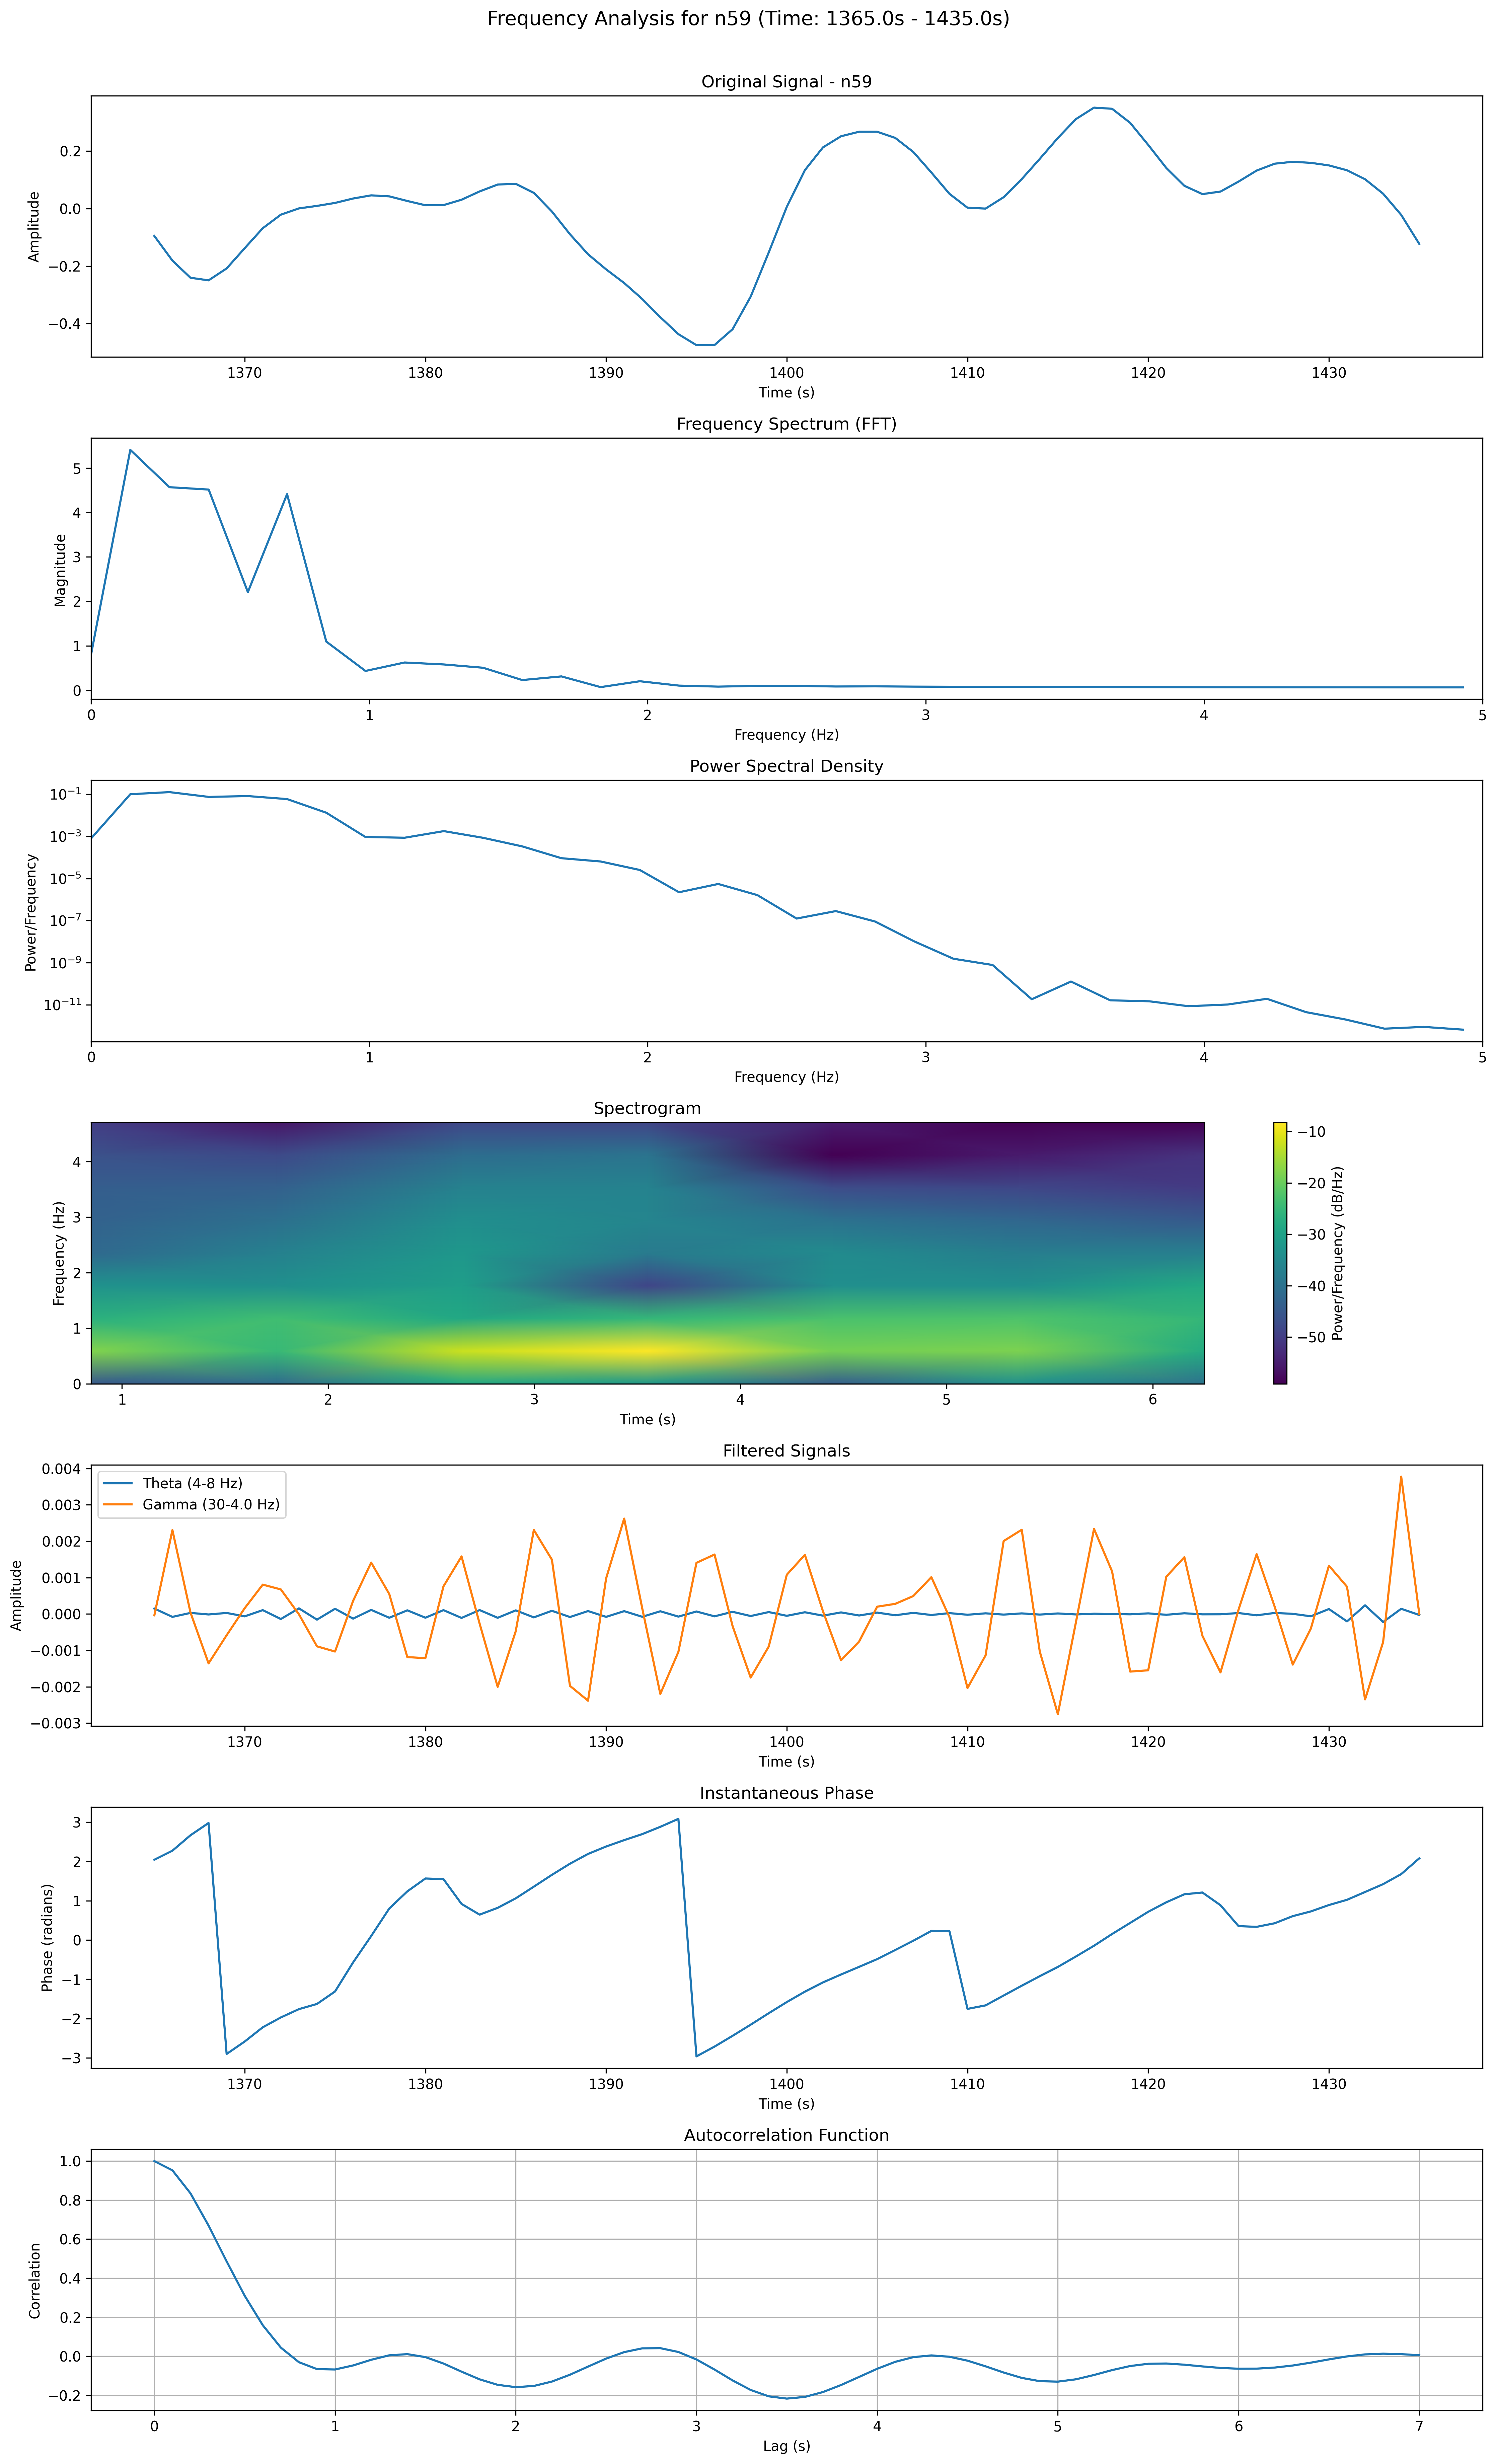 Frequency Analysis for n59 (Time: 1365.0s - 1435.0s)
Original Signal - n59
Amplitude
0.2
0.0
−0.2
−0.4
1370 1380 1390 1400 1410 1420 1430
Time (s)
Frequency Spectrum (FFT)
Magnitude
5
4
3
2
1
0
0 1 2 3 4 5
Frequency (Hz)
Power Spectral Density
Power/Frequency
10⁻¹
10⁻³
10⁻⁵
10⁻⁷
10⁻⁹
10⁻¹¹
0 1 2 3 4 5
Frequency (Hz)
Spectrogram
Frequency (Hz)
4
3
2
1
0
1 2 3 4 5 6
Time (s)
−10
−20
−30
−40
−50
Power/Frequency (dB/Hz)
Filtered Signals
Amplitude
0.004
0.003
0.002
0.001
0.000
−0.001
−0.002
−0.003
Theta (4-8 Hz)
Gamma (30-4.0 Hz)
1370 1380 1390 1400 1410 1420 1430
Time (s)
Instantaneous Phase
Phase (radians)
3
2
1
0
−1
−2
−3
1370 1380 1390 1400 1410 1420 1430
Time (s)
Autocorrelation Function
Correlation
1.0
0.8
0.6
0.4
0.2
0.0
−0.2
0 1 2 3 4 5 6 7
Lag (s)